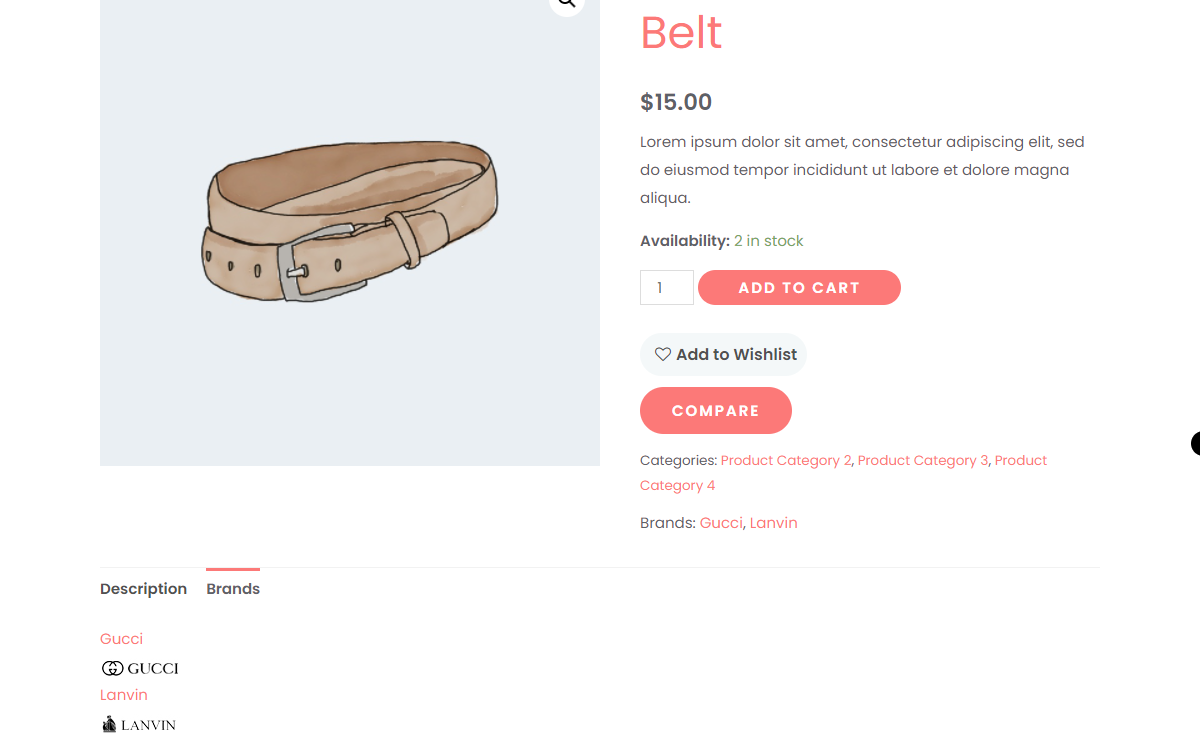 Belt
$15.00
Lorem ipsum dolor sit amet, consectetur adipiscing elit, sed
do eiusmod tempor incididunt ut labore et dolore magna
aliqua.
Availability: 2 in stock
1 ADD TO CART
Add to Wishlist
COMPARE
Categories: Product Category 2, Product Category 3, Product
Category 4
Brands: Gucci, Lanvin
Description Brands
Gucci
GUCCI
Lanvin
LANVIN